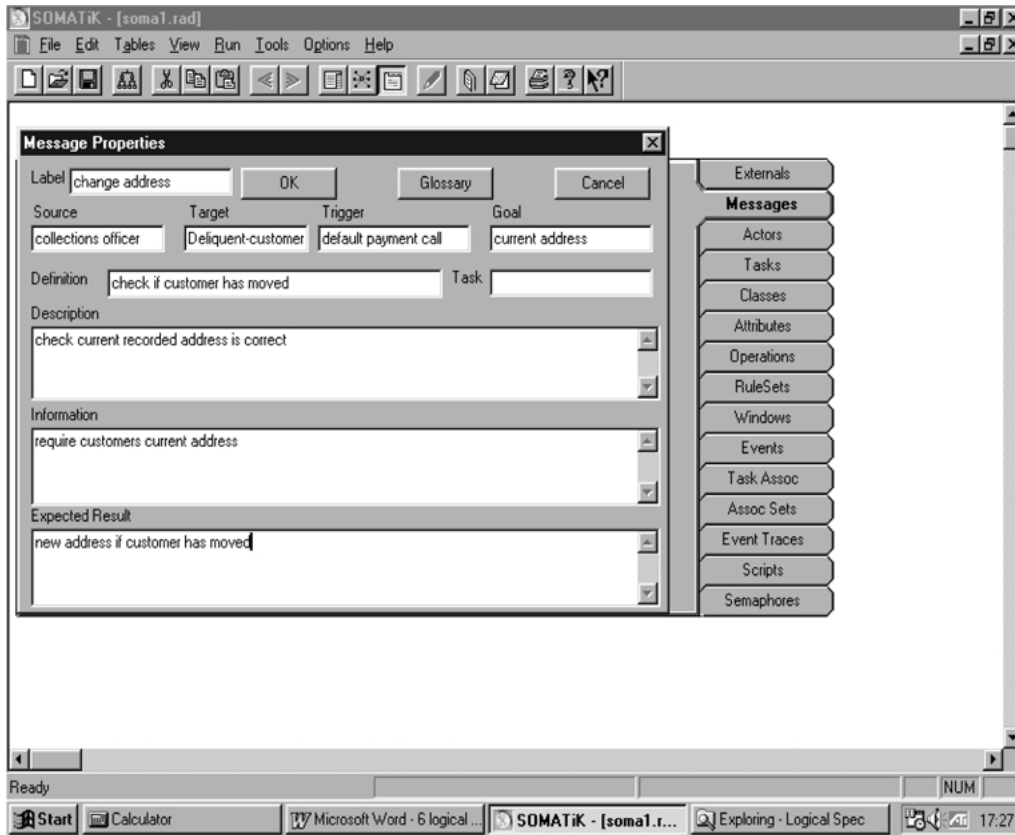 SOMATiK - [soma1.rad]
File Edit Tables View Run Tools Options Help
Message Properties
Label change address OK Glossary Cancel
Source Target Trigger Goal
collections officer Deliquent-customer default payment call current address
Definition check if customer has moved Task
Description
check current recorded address is correct
Information
require customers current address
Expected Result
new address if customer has moved
Externals
Messages
Actors
Tasks
Classes
Attributes
Operations
RuleSets
Windows
Events
Task Assoc
Assoc Sets
Event Traces
Scripts
Semaphores
Ready NUM
Start Calculator Microsoft Word - 6 logical ... SOMATiK - [soma1.r... Exploring - Logical Spec 17:27